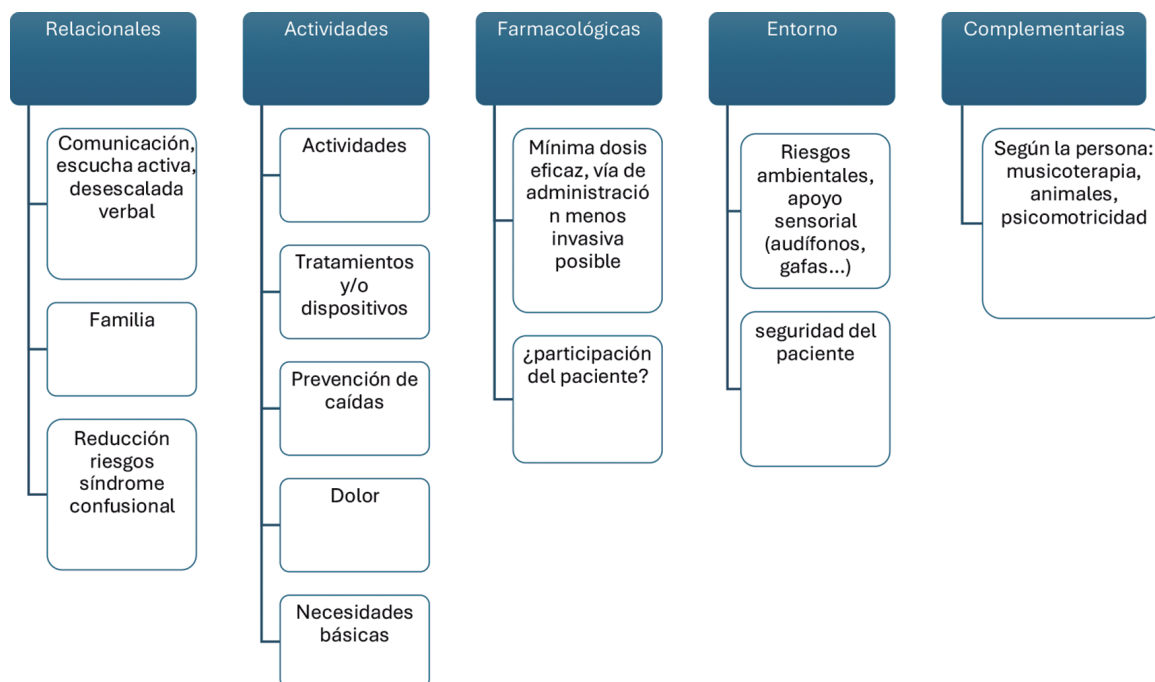 Relacionales
Comunicación,
escucha activa,
desescalada
verbal
Familia
Reducción
riesgos
síndrome
confusional
Actividades
Actividades
Tratamientos
y/o
dispositivos
Prevención de
caídas
Dolor
Necesidades
básicas
Farmacológicas
Mínima dosis
eficaz, vía de
administració
n menos
invasiva
posible
¿participación
del paciente?
Entorno
Riesgos
ambientales,
apoyo
sensorial
(audífonos,
gafas...)
seguridad del
paciente
Complementarias
Según la persona:
musicoterapia,
animales,
psicomotricidad